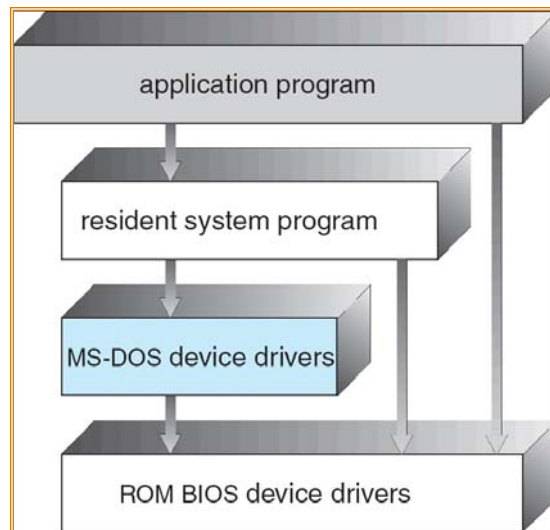 application program
resident system program
MS-DOS device drivers
ROM BIOS device drivers